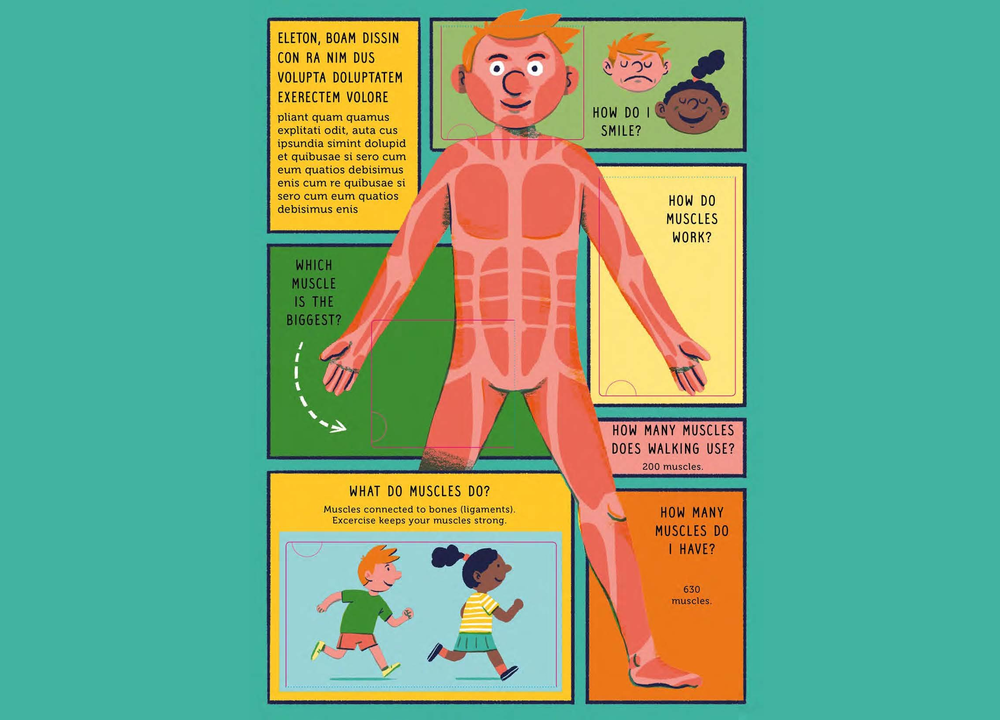 ELETON, BOAM DISSIN
CON RA NIM DUS
VOLUPTA DOLUPTATEM
EXERECTEM VOLORE
pliant quam quamus
explitati odit, auta cus
ipsundia simint dolupid
et quibusae si sero cum
eum quatios debisimus
enis cum re quibusae si
sero cum eum quatios
debisimus enis
HOW DO I
SMILE?
HOW DO
MUSCLES
WORK?
WHICH
MUSCLE
IS THE
BIGGEST?
HOW MANY MUSCLES
DOES WALKING USE?
200 muscles.
WHAT DO MUSCLES DO?
Muscles connected to bones (ligaments).
Excercise keeps your muscles strong.
HOW MANY
MUSCLES DO
I HAVE?
630
muscles.